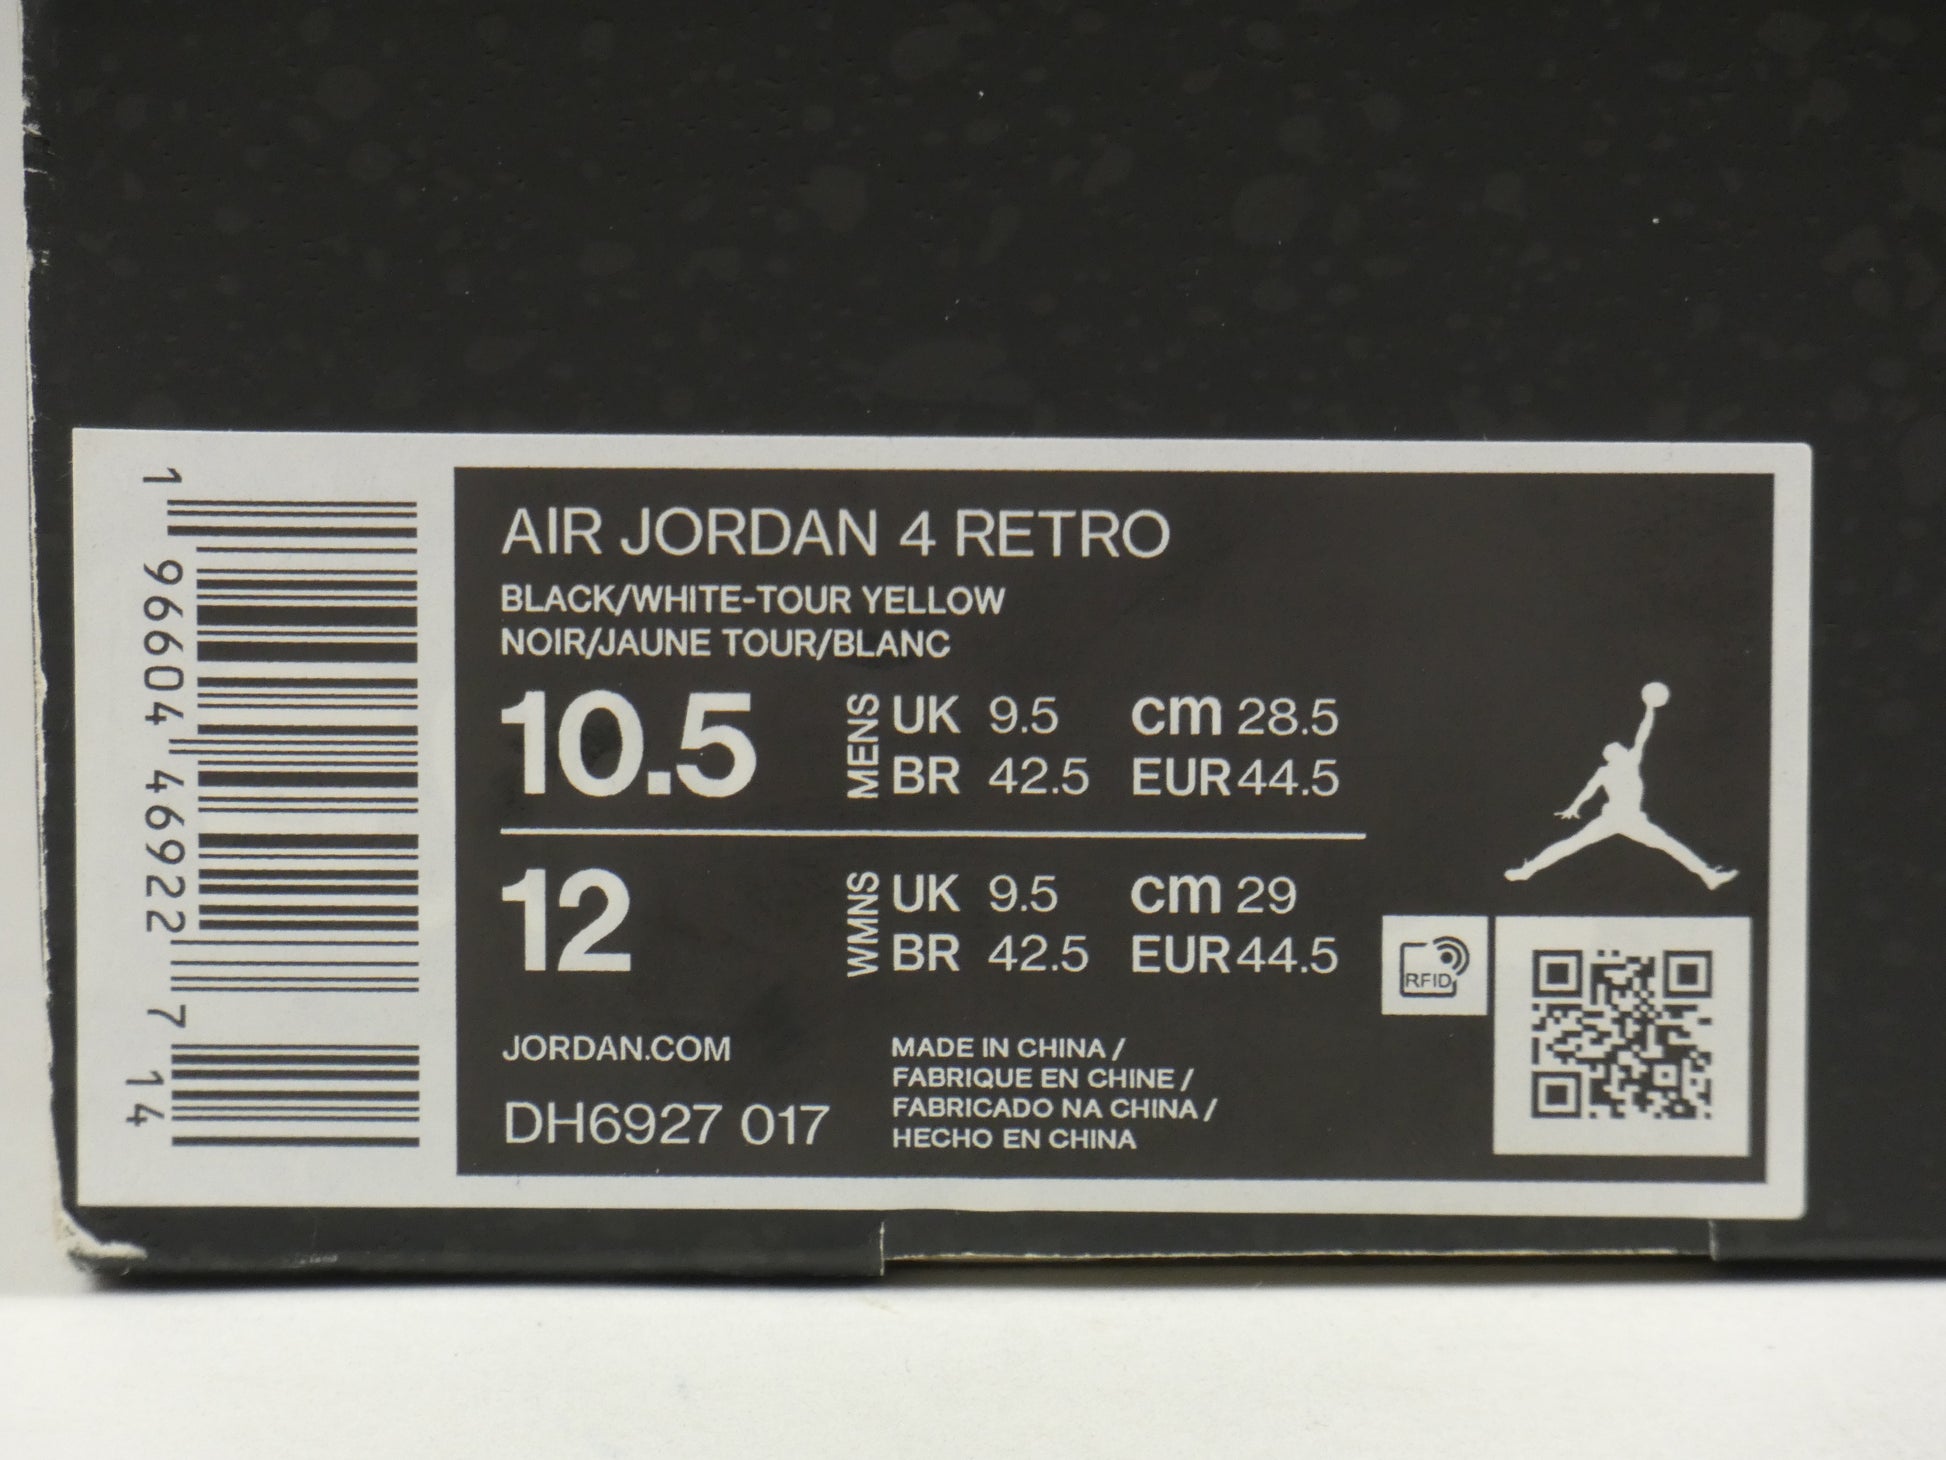 1 96604 46922 7 14
AIR JORDAN 4 RETRO
BLACK/WHITE-TOUR YELLOW
NOIR/JAUNE TOUR/BLANC
10.5 MENS UK 9.5 cm 28.5
BR 42.5 EUR 44.5
12 WMNS UK 9.5 cm 29
BR 42.5 EUR 44.5
RFID
JORDAN.COM
DH6927 017
MADE IN CHINA /
FABRIQUE EN CHINE /
FABRICADO NA CHINA /
HECHO EN CHINA